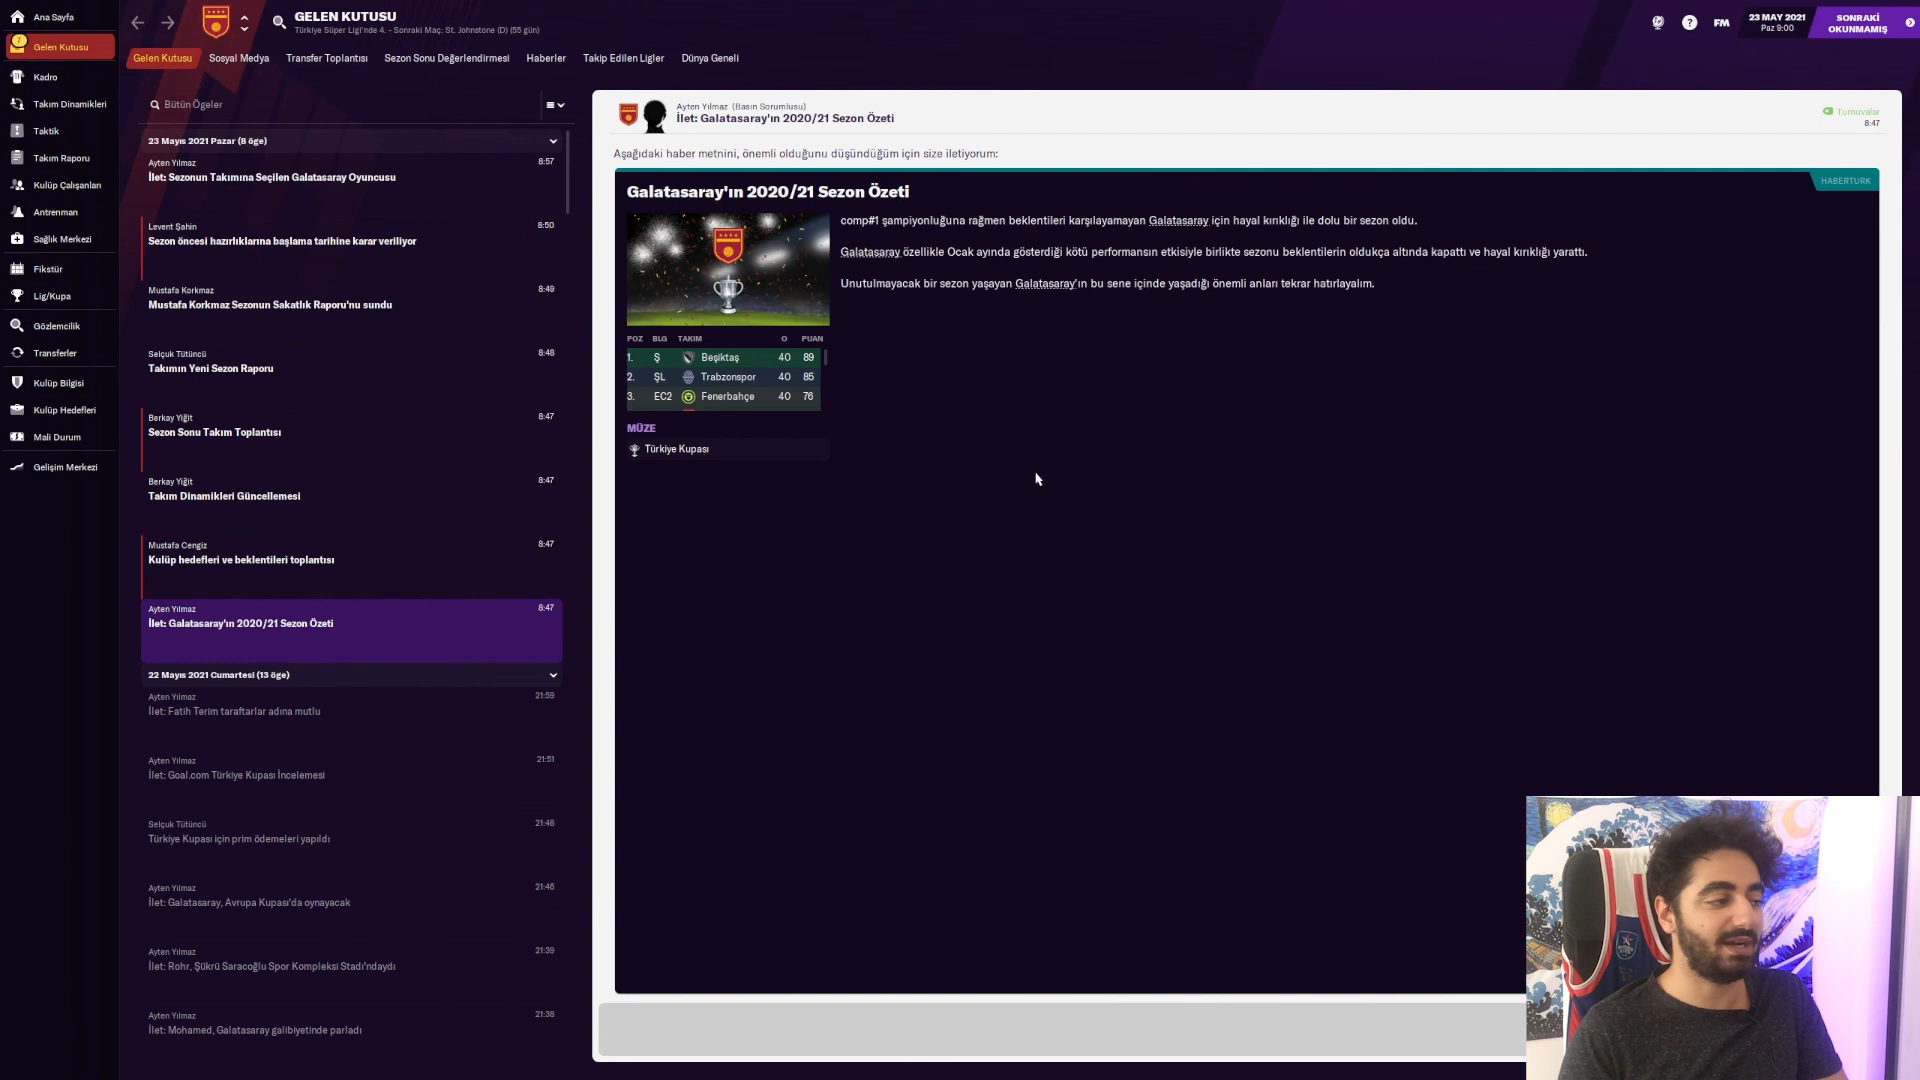 Ana Sayfa
7
Gelen Kutusu
Kadro
Takım Dinamikleri
Taktik
Takım Raporu
Kulüp Çalışanları
Antrenman
Sağlık Merkezi
Fikstür
Lig/Kupa
Gözlemcilik
Transferler
Kulüp Bilgisi
Kulüp Hedefleri
Mali Durum
Gelişim Merkezi
GELEN KUTUSU
Türkiye Süper Ligi'nde 4. - Sonraki Maç: St. Johnstone (D) (55 gün)
FM
23 MAY 2021
Paz 9:00
SONRAKİ
OKUNMAMIŞ
Gelen Kutusu Sosyal Medya Transfer Toplantısı Sezon Sonu Değerlendirmesi Haberler Takip Edilen Ligler Dünya Geneli
Bütün Ögeler
23 Mayıs 2021 Pazar (8 öge)
Ayten Yılmaz 8:57
İlet: Sezonun Takımına Seçilen Galatasaray Oyuncusu
Levent Şahin 8:50
Sezon öncesi hazırlıklarına başlama tarihine karar veriliyor
Mustafa Korkmaz 8:49
Mustafa Korkmaz Sezonun Sakatlık Raporu'nu sundu
Selçuk Tütüncü 8:48
Takımın Yeni Sezon Raporu
Berkay Yiğit 8:47
Sezon Sonu Takım Toplantısı
Berkay Yiğit 8:47
Takım Dinamikleri Güncellemesi
Mustafa Cengiz 8:47
Kulüp hedefleri ve beklentileri toplantısı
Ayten Yılmaz 8:47
İlet: Galatasaray'ın 2020/21 Sezon Özeti
22 Mayıs 2021 Cumartesi (13 öge)
Ayten Yılmaz 21:59
İlet: Fatih Terim taraftarlar adına mutlu
Ayten Yılmaz 21:51
İlet: Goal.com Türkiye Kupası İncelemesi
Selçuk Tütüncü 21:48
Türkiye Kupası için prim ödemeleri yapıldı
Ayten Yılmaz 21:46
İlet: Galatasaray, Avrupa Kupası'da oynayacak
Ayten Yılmaz 21:39
İlet: Rohr, Şükrü Saracoğlu Spor Kompleksi Stadı'ndaydı
Ayten Yılmaz 21:38
İlet: Mohamed, Galatasaray galibiyetinde parladı
Ayten Yılmaz (Basın Sorumlusu)
İlet: Galatasaray'ın 2020/21 Sezon Özeti
Turnuvalar
8:47
Aşağıdaki haber metnini, önemli olduğunu düşündüğüm için size iletiyorum:
Galatasaray'ın 2020/21 Sezon Özeti
HABERTURK
comp#1 şampiyonluğuna rağmen beklentileri karşılayamayan Galatasaray için hayal kırıklığı ile dolu bir sezon oldu.
Galatasaray özellikle Ocak ayında gösterdiği kötü performansın etkisiyle birlikte sezonu beklentilerin oldukça altında kapattı ve hayal kırıklığı yarattı.
Unutulmayacak bir sezon yaşayan Galatasaray'ın bu sene içinde yaşadığı önemli anları tekrar hatırlayalım.
POZ BLG TAKIM O PUAN
1. Ş Beşiktaş 40 89
2. ŞL Trabzonspor 40 85
3. EC2 Fenerbahçe 40 76
MÜZE
Türkiye Kupası